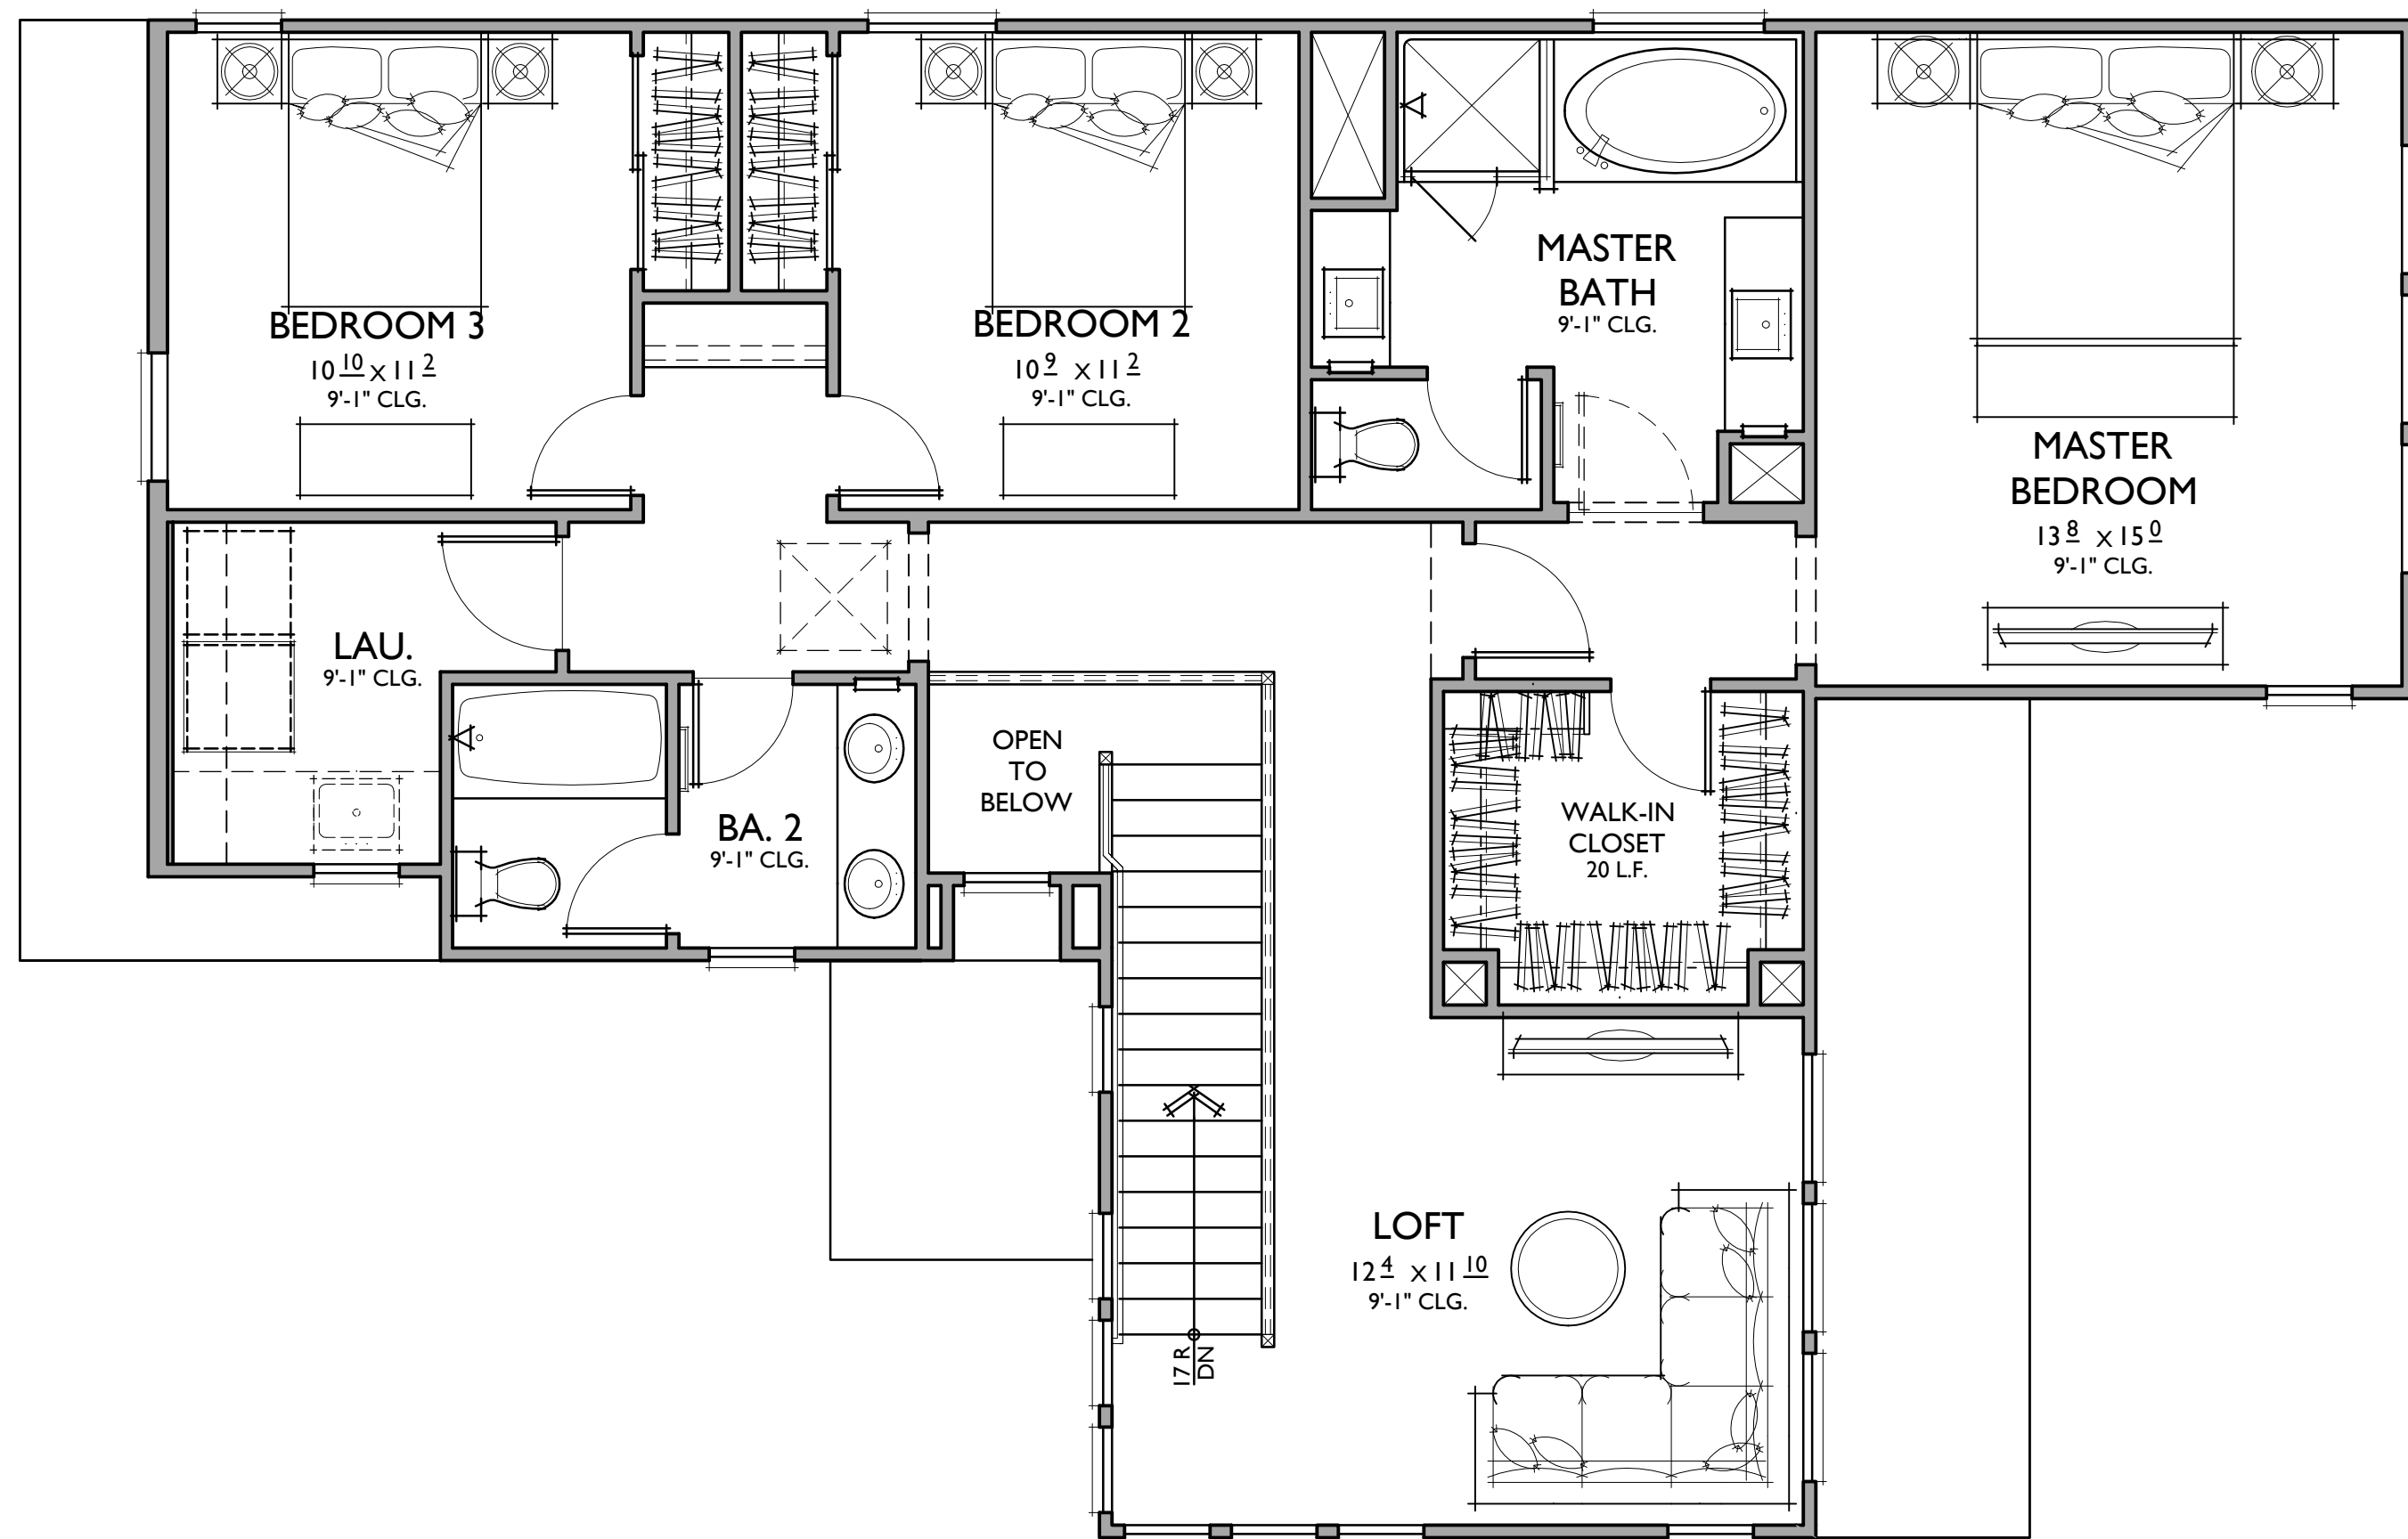 BEDROOM 3
10 10 X 11 2
9'-1" CLG.
BEDROOM 2
10 9 X 11 2
9'-1" CLG.
MASTER
BATH
9'-1" CLG.
MASTER
BEDROOM
13 8 X 15 0
9'-1" CLG.
LAU.
9'-1" CLG.
BA. 2
9'-1" CLG.
OPEN
TO
BELOW
WALK-IN
CLOSET
20 L.F.
LOFT
12 4 X 11 10
9'-1" CLG.
17 R
DN